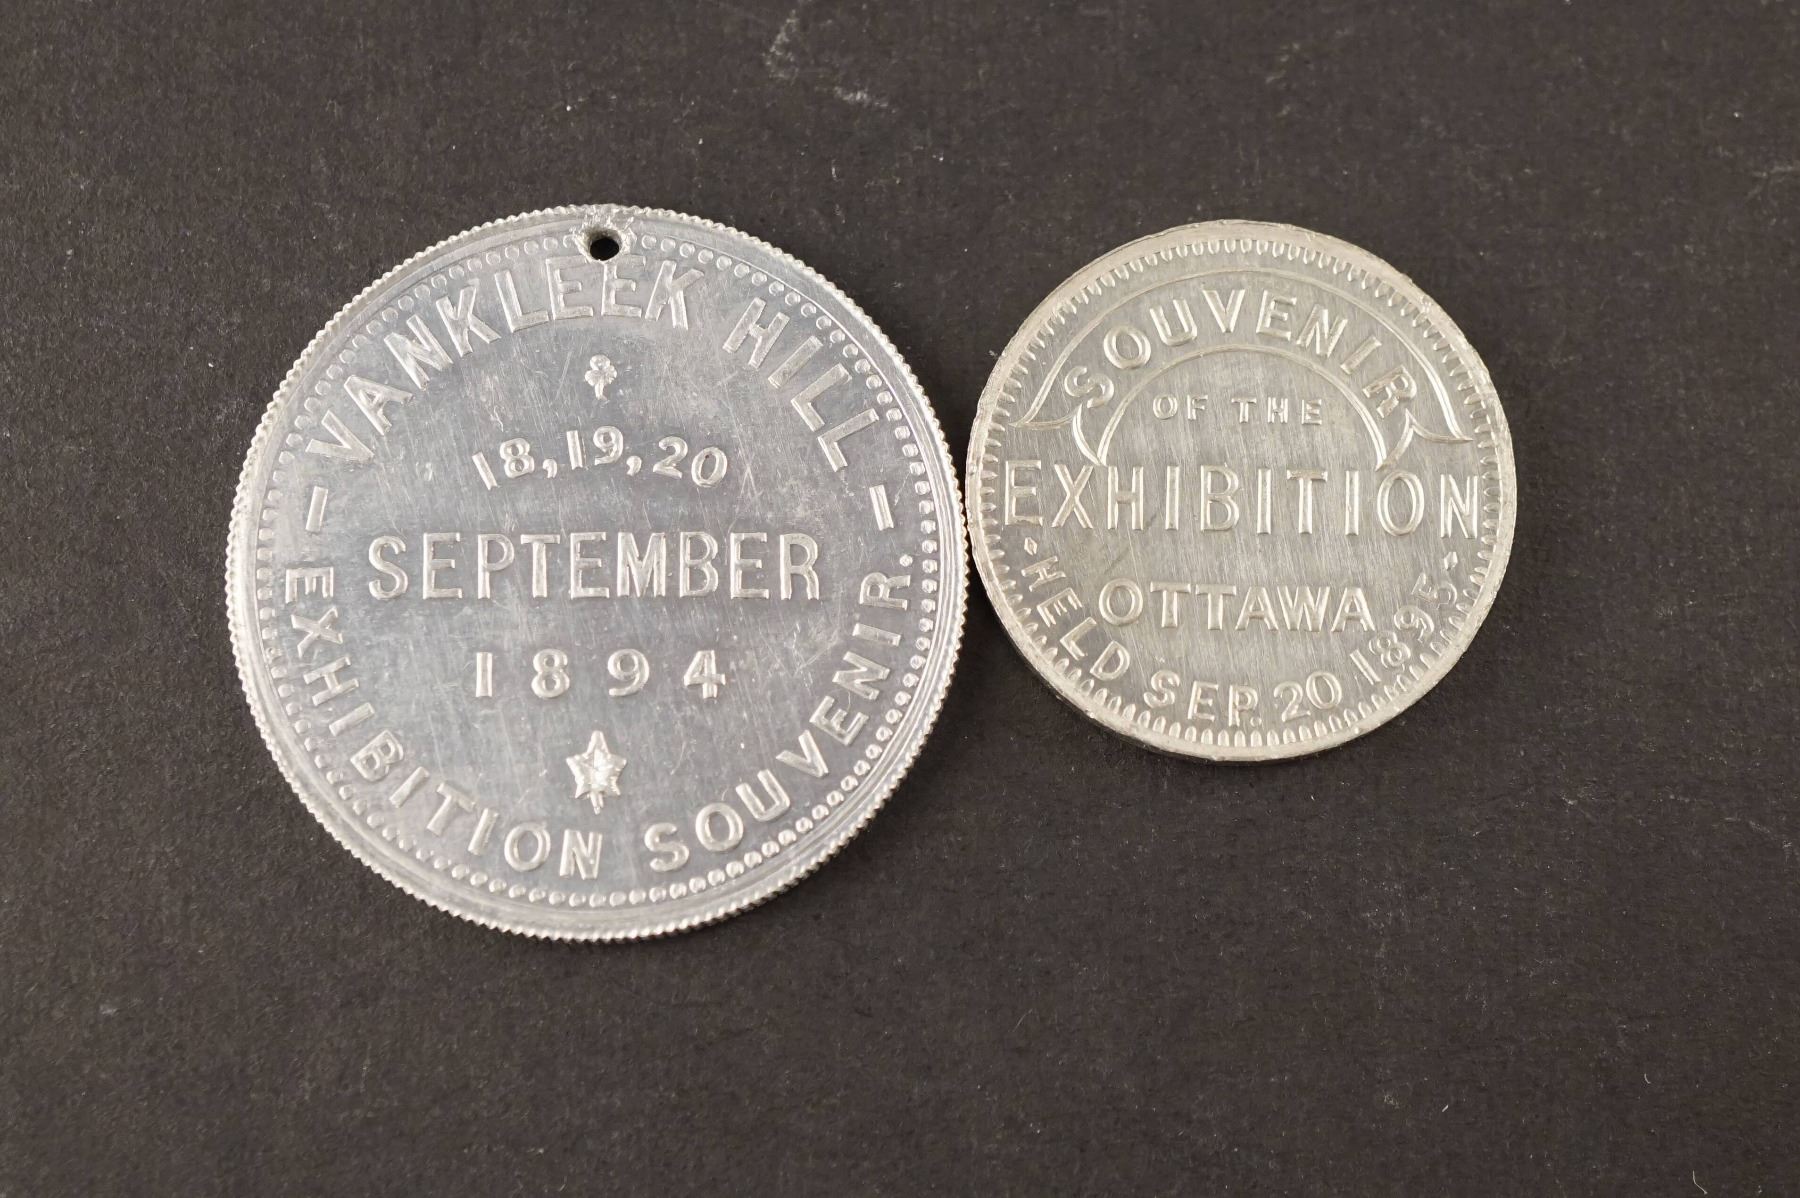 VANKLEEK HILL
18, 19, 20
SEPTEMBER
1894
EXHIBITION SOUVENIR.
SOUVENIR
OF THE
EXHIBITION
OTTAWA
HELD SEP. 20 1895